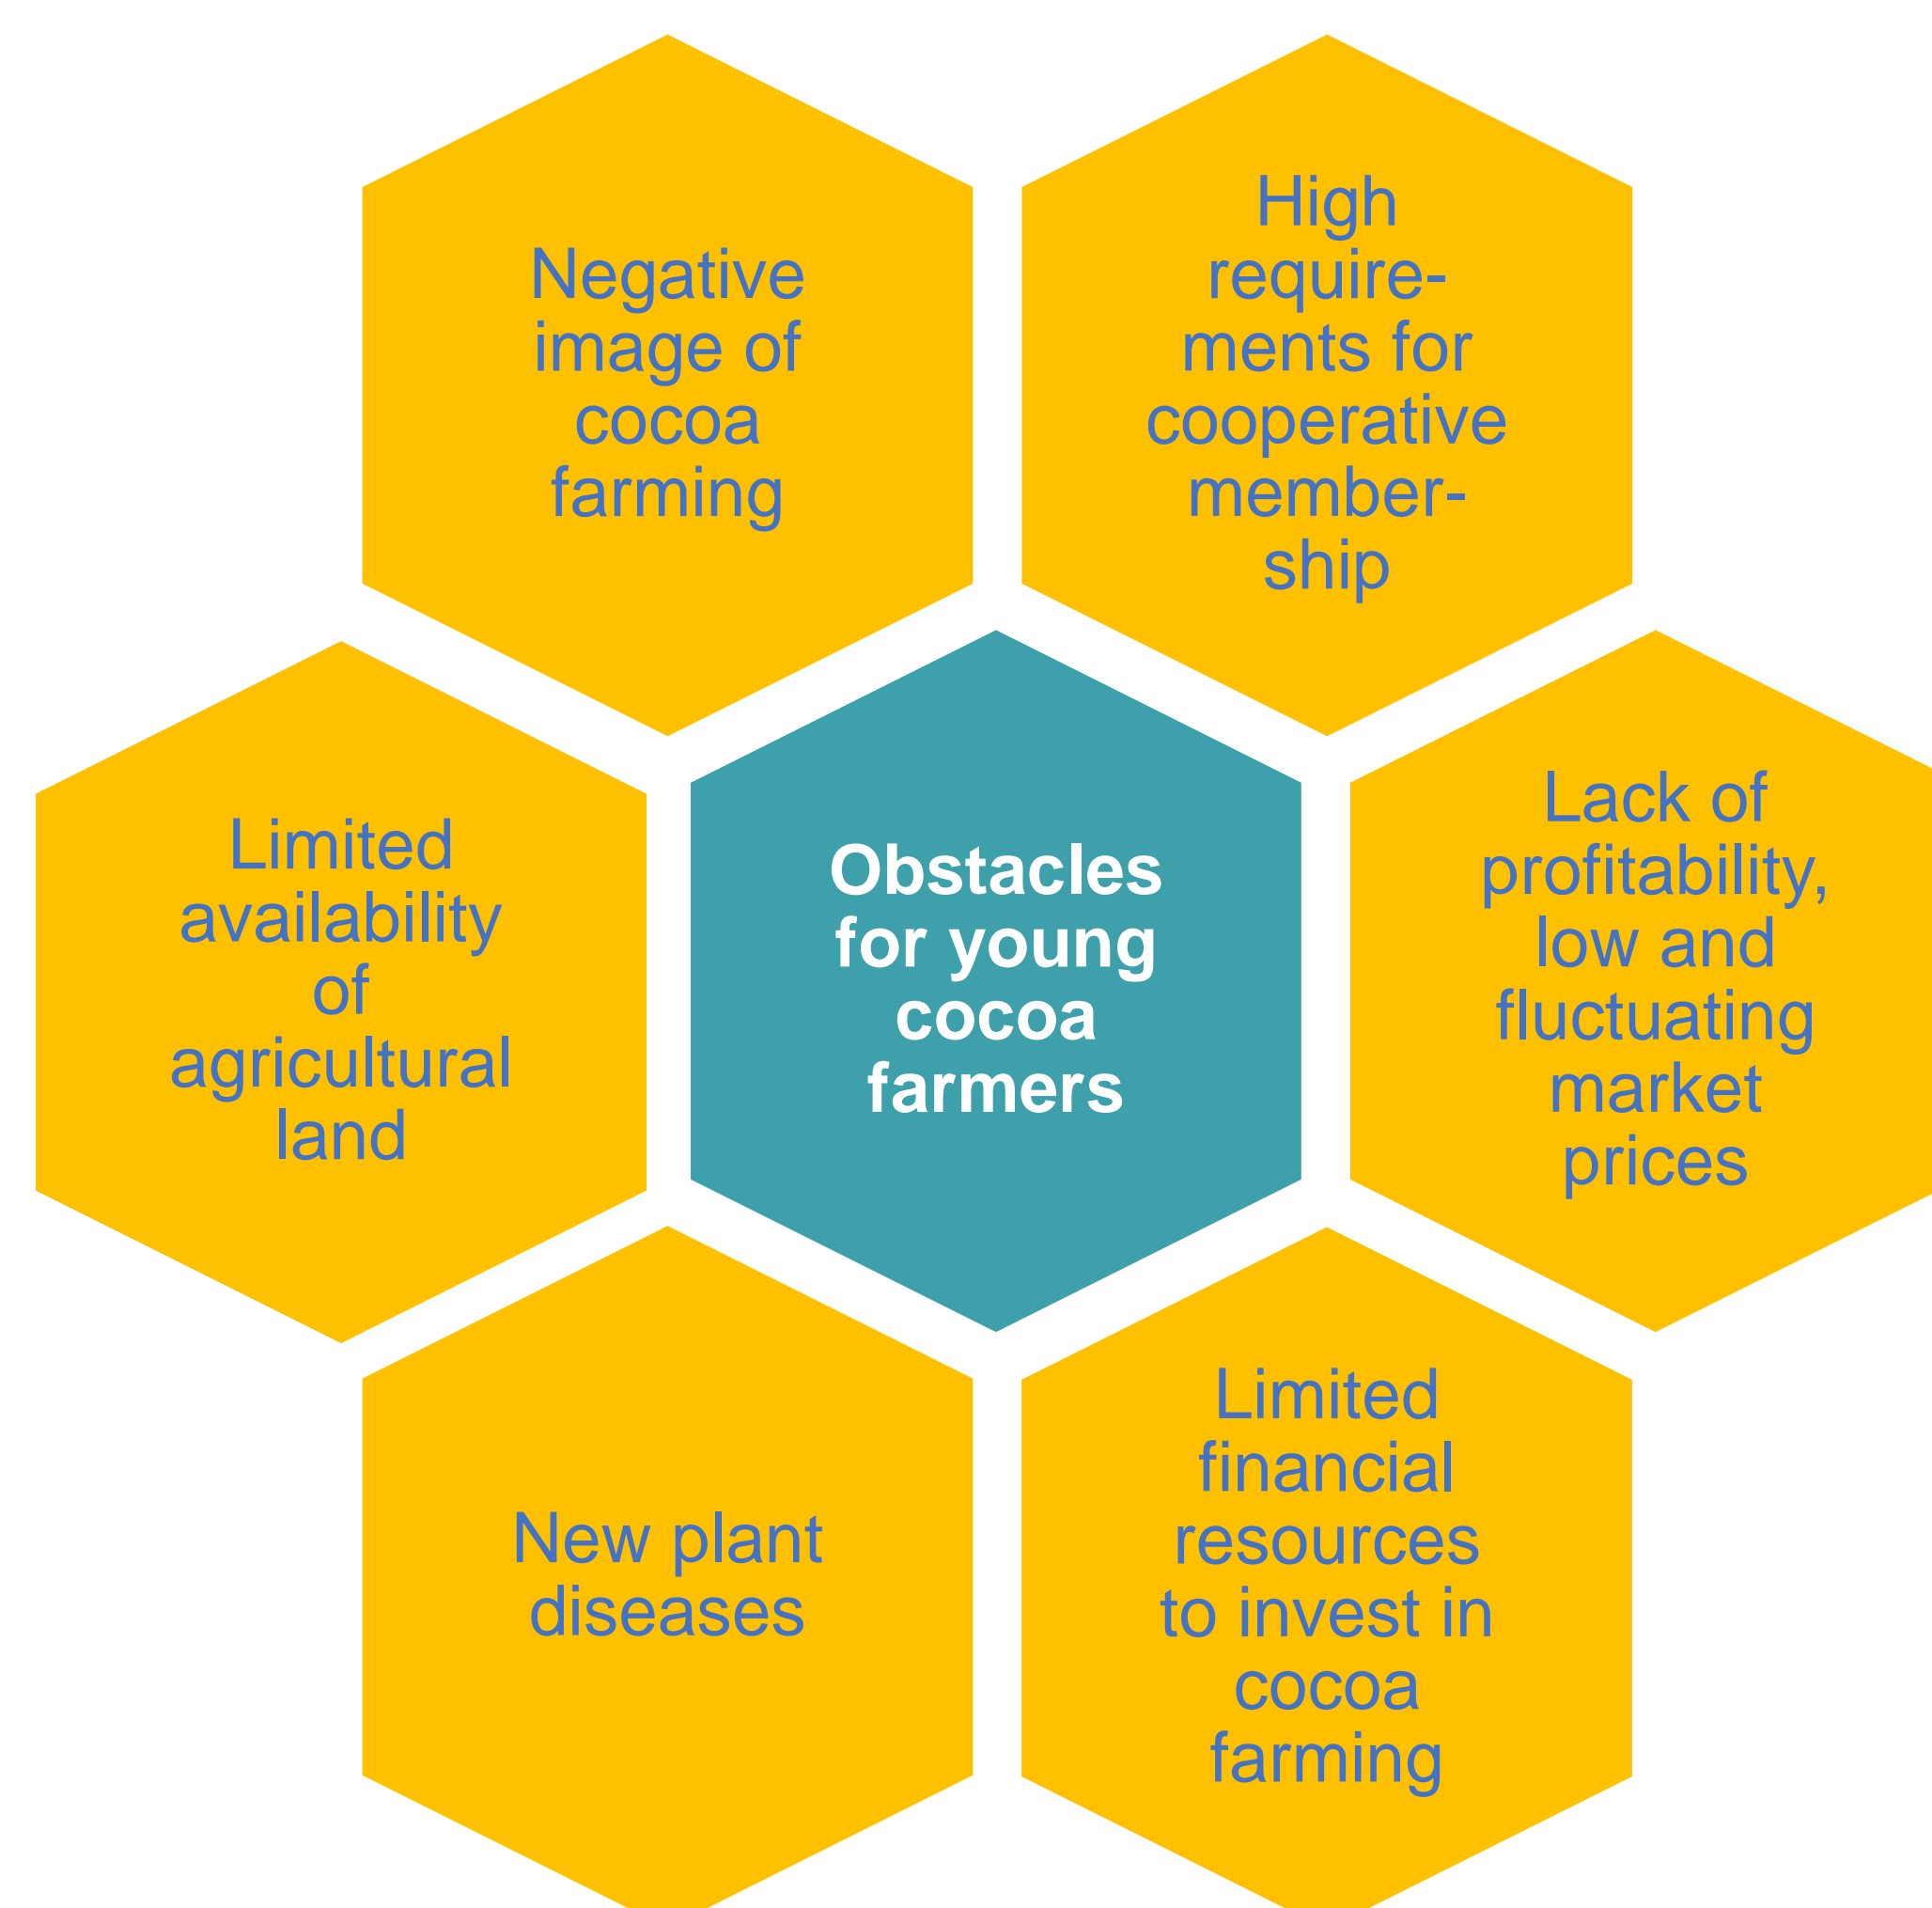 Negative
image of
cocoa
farming
High
require-
ments for
cooperative
member-
ship
Limited
availability
of
agricultural
land
Obstacles
for young
cocoa
farmers
Lack of
profitability,
low and
fluctuating
market
prices
New plant
diseases
Limited
financial
resources
to invest in
cocoa
farming